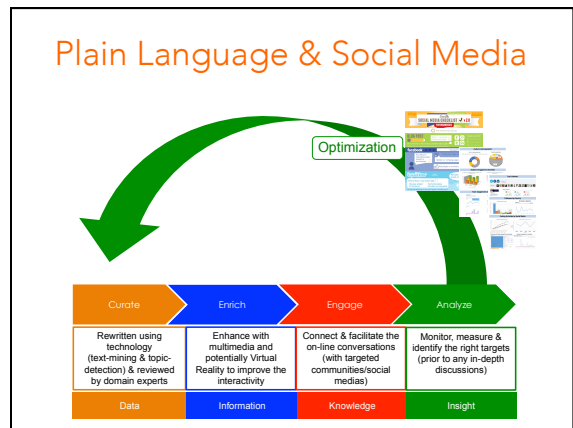 Plain Language & Social Media
SOCIAL MEDIA CHECKLIST
Optimization
Curate
Enrich
Engage
Analyze
Rewritten using
technology
(text-mining & topic-
detection) & reviewed
by domain experts
Enhance with
multimedia and
potentially Virtual
Reality to improve the
interactivity
Connect & facilitate the
on-line conversations
(with targeted
communities/social
medias)
Monitor, measure &
identify the right targets
(prior to any in-depth
discussions)
Data
Information
Knowledge
Insight